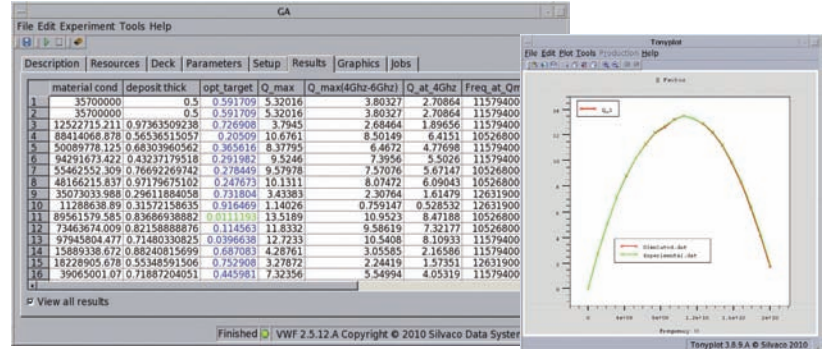 GA
File Edit Experiment Tools Help
Description Resources Deck Parameters Setup Results Graphics Jobs
material cond deposit thick opt_target Q_max Q_max(4Ghz-6Ghz) Q_at_4Ghz Freq_at_Qm
1 35700000 0.5 0.591709 5.32016 3.80327 2.70864 11579400
2 35700000 0.5 0.591709 5.32016 3.80327 2.70864 11579400
3 12522715.211 0.97363509238 0.726908 3.7945 2.68464 1.89656 11579400
4 88414068.878 0.56536515057 0.20509 10.6761 8.50149 6.4151 10526800
5 50089778.125 0.68303960562 0.365616 8.37795 6.4672 4.77698 11579400
6 94291673.422 0.43237179518 0.291982 9.5246 7.3956 5.5026 11579400
7 55462552.309 0.76692269742 0.278449 9.57978 7.57076 5.67147 10526800
8 48166215.837 0.97179675102 0.247673 10.1311 8.07472 6.09043 10526800
9 35073033.988 0.29611884058 0.731804 3.43383 2.30764 1.61479 12631900
10 11288638.89 0.31572158635 0.916469 1.14026 0.759147 0.528532 12631900
11 89561579.585 0.83686938882 0.0111193 13.5189 10.9523 8.47188 10526800
12 73463674.009 0.82158888876 0.114563 11.8332 9.58619 7.32177 10526800
13 97945804.477 0.71480330825 0.0396638 12.7233 10.5408 8.10933 11579400
14 15889338.672 0.88240815699 0.687083 4.28761 3.05585 2.16586 11579400
15 18228905.678 0.55348591506 0.752908 3.27872 2.24419 1.57351 12631900
16 39065001.07 0.71887204051 0.445981 7.32356 5.54994 4.05319 11579400
View all results
Finished VWF 2.5.12.A Copyright © 2010 Silvaco Data System
Tonyplot
File Edit Plot Tools Production Help
Q Factor
Simulated.dat
Experimental.dat
Frequency
Tonyplot 3.8.9.A © Silvaco 2010